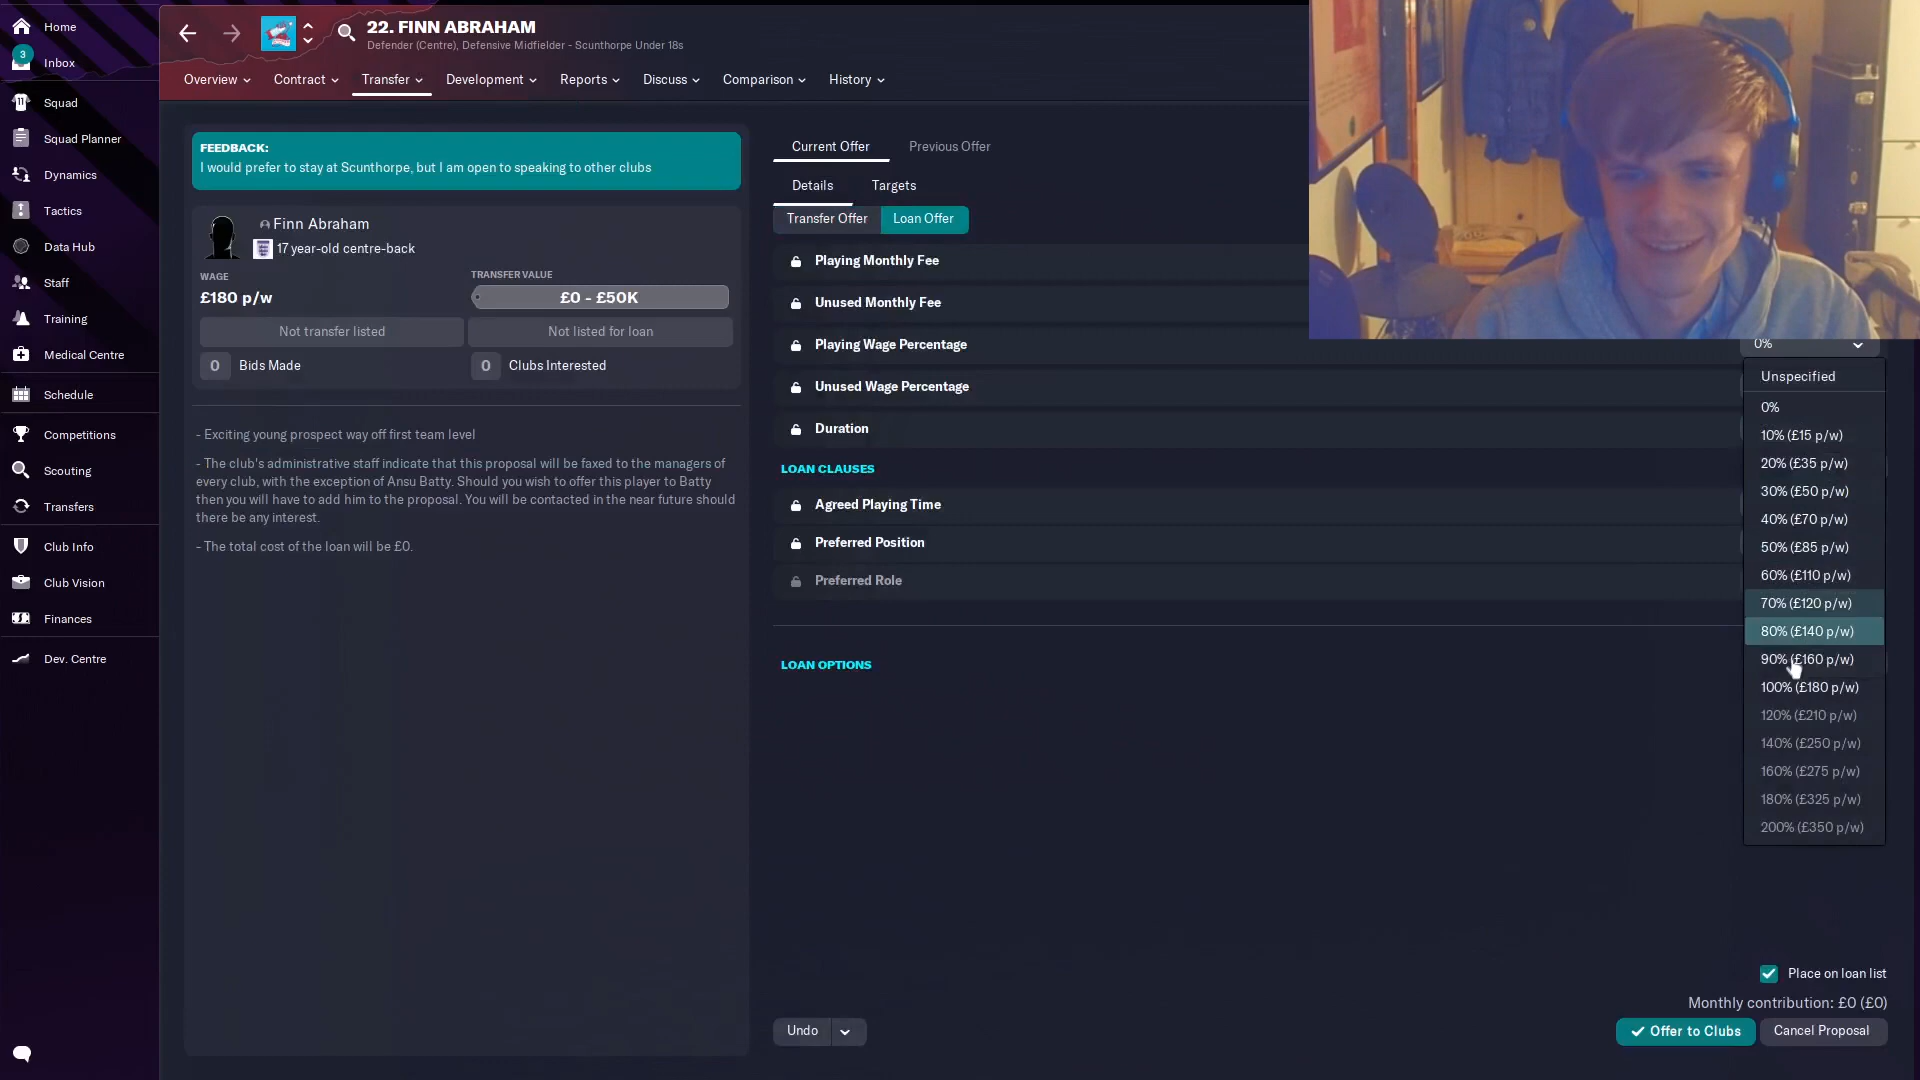 Home
3
Inbox
Squad
Squad Planner
Dynamics
Tactics
Data Hub
Staff
Training
Medical Centre
Schedule
Competitions
Scouting
Transfers
Club Info
Club Vision
Finances
Dev. Centre
22. FINN ABRAHAM
Defender (Centre), Defensive Midfielder - Scunthorpe Under 18s
Overview
Contract
Transfer
Development
Reports
Discuss
Comparison
History
FEEDBACK:
I would prefer to stay at Scunthorpe, but I am open to speaking to other clubs
Finn Abraham
17 year-old centre-back
WAGE
£180 p/w
TRANSFER VALUE
£0 - £50K
Not transfer listed
Not listed for loan
0 Bids Made
0 Clubs Interested
- Exciting young prospect way off first team level
- The club's administrative staff indicate that this proposal will be faxed to the managers of
every club, with the exception of Ansu Batty. Should you wish to offer this player to Batty
then you will have to add him to the proposal. You will be contacted in the near future should
there be any interest.
- The total cost of the loan will be £0.
Current Offer
Previous Offer
Details
Targets
Transfer Offer
Loan Offer
Playing Monthly Fee
Unused Monthly Fee
Playing Wage Percentage
0%
Unused Wage Percentage
Duration
LOAN CLAUSES
Agreed Playing Time
Preferred Position
Preferred Role
LOAN OPTIONS
Unspecified
0%
10% (£15 p/w)
20% (£35 p/w)
30% (£50 p/w)
40% (£70 p/w)
50% (£85 p/w)
60% (£110 p/w)
70% (£120 p/w)
80% (£140 p/w)
90% (£160 p/w)
100% (£180 p/w)
120% (£210 p/w)
140% (£250 p/w)
160% (£275 p/w)
180% (£325 p/w)
200% (£350 p/w)
Place on loan list
Monthly contribution: £0 (£0)
Undo
Offer to Clubs
Cancel Proposal